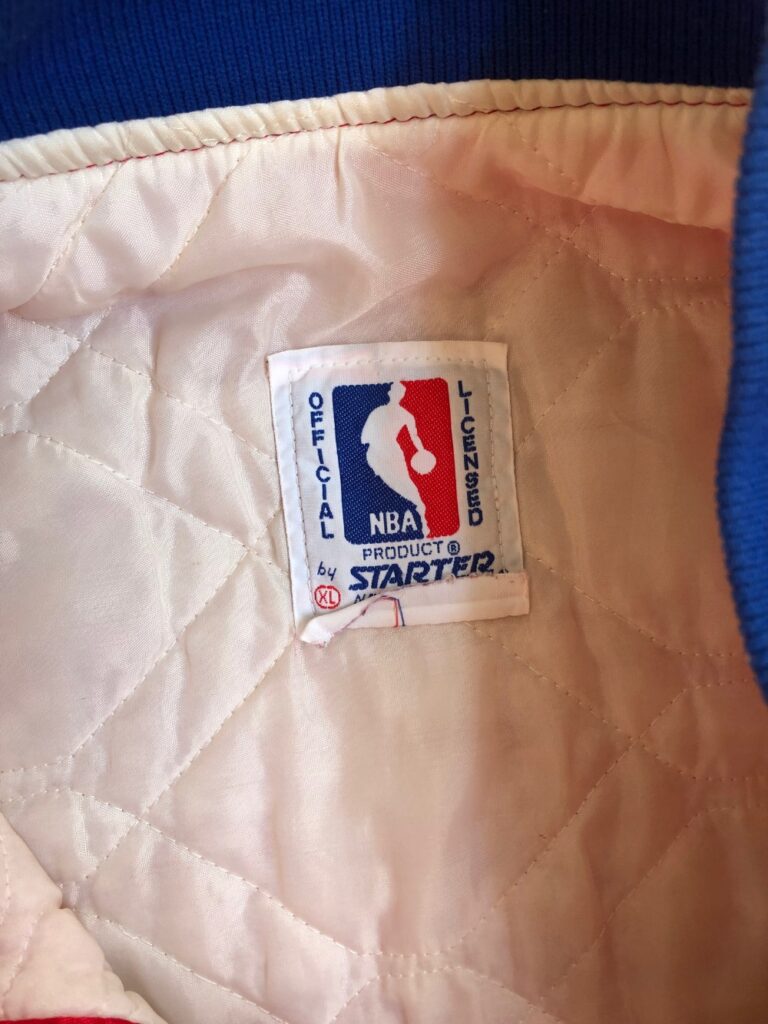 OFFICIAL
LICENSED
NBA
PRODUCT®
by STARTER
XL